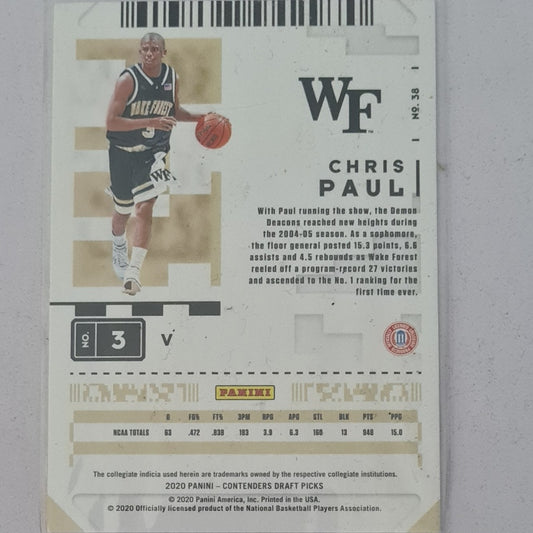 WF
No. 38
CHRIS
PAUL
WAKE FOREST
3
WF
With Paul running the show, the Demon
Deacons reached new heights during
the 2004-05 season. As a sophomore,
the floor general posted 15.3 points, 6.6
assists and 4.5 rebounds as Wake Forest
reeled off a program-record 27 victories
and ascended to the No. 1 ranking for the
first time ever.
NO. 3 V
PANINI
G FG% FT% 3PM RPG APG STL BLK PTS *PPG
NCAA TOTALS 63 .472 .838 103 3.9 6.3 160 13 948 15.0
The collegiate indicia used herein are trademarks owned by the respective collegiate institutions.
2020 PANINI – CONTENDERS DRAFT PICKS
© 2020 Panini America, Inc. Printed in the USA.
© 2020 Officially licensed product of the National Basketball Players Association.